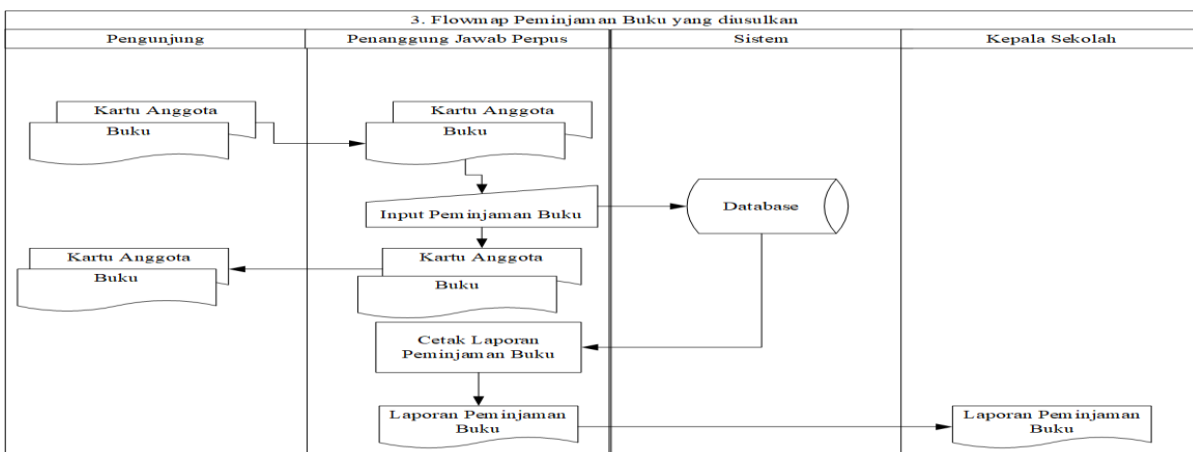 3. Flowmap Peminjaman Buku yang diusulkan
Pengunjung
Penanggung Jawab Perpus
Sistem
Kepala Sekolah
Kartu Anggota
Buku
Kartu Anggota
Buku
Input Peminjaman Buku
Database
Kartu Anggota
Buku
Kartu Anggota
Buku
Cetak Laporan
Peminjaman Buku
Laporan Peminjaman
Buku
Laporan Peminjaman
Buku